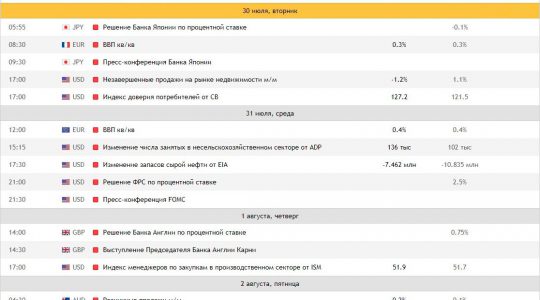 30 июля, вторник
05:55 JPY Решение Банка Японии по процентной ставке -0.1%
08:30 EUR ВВП кв/кв 0.3% 0.3%
09:30 JPY Пресс-конференция Банка Японии
17:00 USD Незавершенные продажи на рынке недвижимости м/м -1.2% 1.1%
17:00 USD Индекс доверия потребителей от CB 127.2 121.5
31 июля, среда
12:00 EUR ВВП кв/кв 0.4% 0.4%
15:15 USD Изменение числа занятых в несельскохозяйственном секторе от ADP 136 тыс 102 тыс
17:30 USD Изменение запасов сырой нефти от EIA -7.462 млн -10.835 млн
21:00 USD Решение ФРС по процентной ставке 2.5%
21:30 USD Пресс-конференция FOMC
1 августа, четверг
14:00 GBP Решение Банка Англии по процентной ставке 0.75%
14:30 GBP Выступление Председателя Банка Англии Карни
17:00 USD Индекс менеджеров по закупкам в производственном секторе от ISM 51.9 51.7
2 августа, пятница